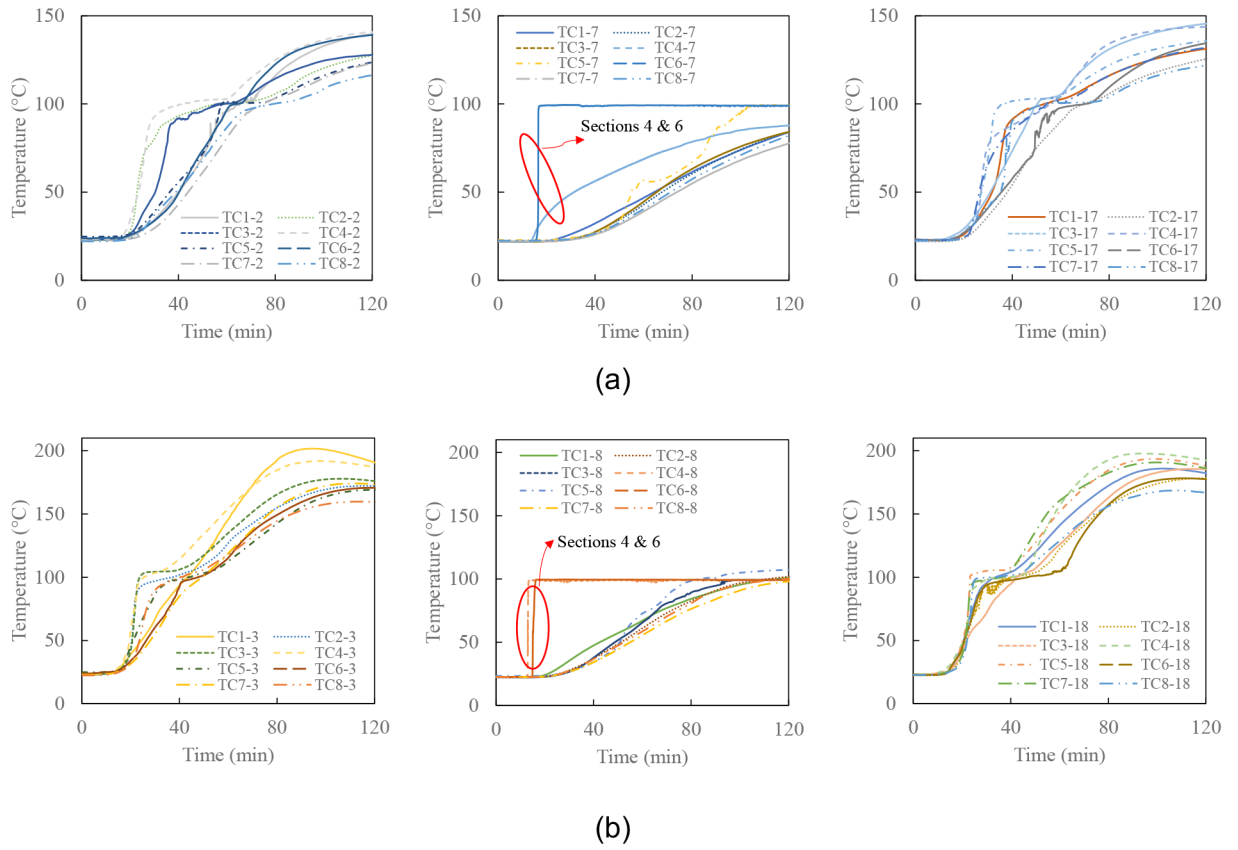 150
100
50
0
0
40
80
120
Temperature (°C)
Time (min)
TC1-2 TC2-2
TC3-2 TC4-2
TC5-2 TC6-2
TC7-2 TC8-2
150
100
50
0
0
40
80
120
Temperature (°C)
Time (min)
TC1-7 TC2-7
TC3-7 TC4-7
TC5-7 TC6-7
TC7-7 TC8-7
Sections 4 & 6
150
100
50
0
0
40
80
120
Temperature (°C)
Time (min)
TC1-17 TC2-17
TC3-17 TC4-17
TC5-17 TC6-17
TC7-17 TC8-17
(a)
200
150
100
50
0
0
40
80
120
Temperature (°C)
Time (min)
TC1-3 TC2-3
TC3-3 TC4-3
TC5-3 TC6-3
TC7-3 TC8-3
200
150
100
50
0
0
40
80
120
Temperature (°C)
Time (min)
TC1-8 TC2-8
TC3-8 TC4-8
TC5-8 TC6-8
TC7-8 TC8-8
Sections 4 & 6
200
150
100
50
0
0
40
80
120
Temperature (°C)
Time (min)
TC1-18 TC2-18
TC3-18 TC4-18
TC5-18 TC6-18
TC7-18 TC8-18
(b)